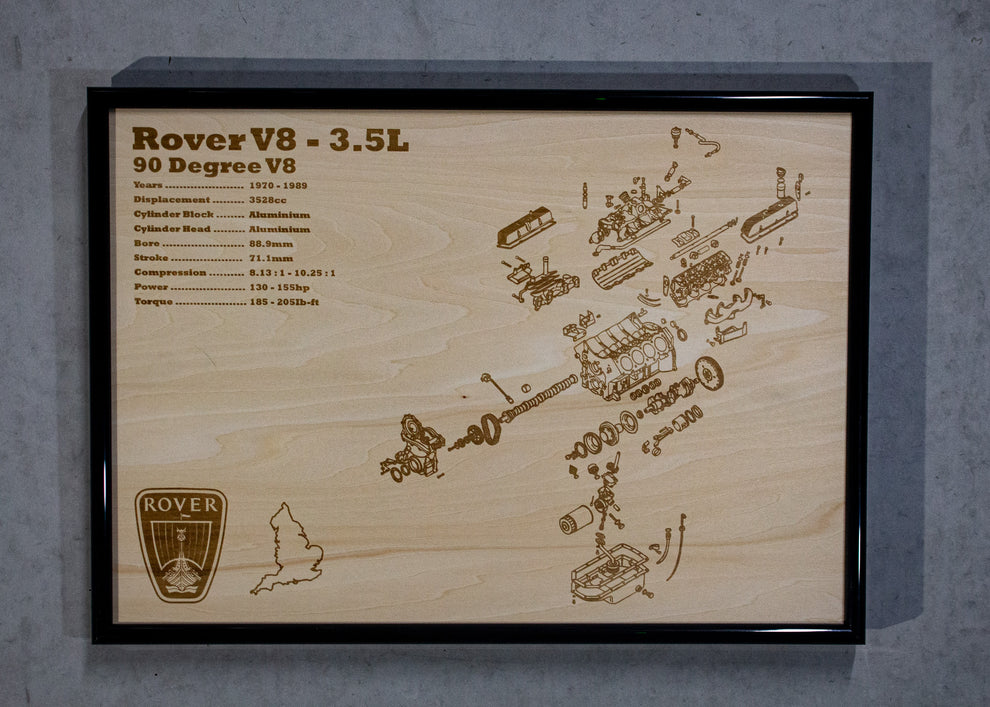 Rover V8 - 3.5L
90 Degree V8
Years ........................ 1970 - 1989
Displacement .......... 3528cc
Cylinder Block ........ Aluminium
Cylinder Head ......... Aluminium
Bore ......................... 88.9mm
Stroke ...................... 71.1mm
Compression .......... 8.13 : 1 - 10.25 : 1
Power ....................... 130 - 155hp
Torque ..................... 185 - 205Ib-ft
ROVER